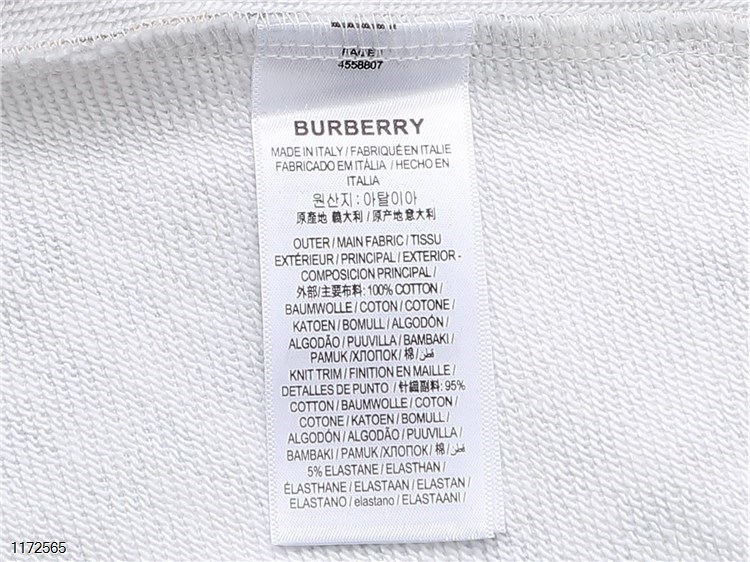 4558807
BURBERRY
MADE IN ITALY / FABRIQUÉ EN ITALIE
FABRICADO EM ITÁLIA / HECHO EN
ITALIA
원산지 : 아탈이아
原產地 義大利 / 原产地 意大利
OUTER / MAIN FABRIC / TISSU
EXTÉRIEUR / PRINCIPAL / EXTERIOR -
COMPOSICION PRINCIPAL /
外部/主要布料: 100% COTTON /
BAUMWOLLE / COTON / COTONE /
KATOEN / BOMULL / ALGODÓN /
ALGODÃO / PUUVILLA / BAMBAKI /
PAMUK /ХЛОПОК / 棉 / قطن
KNIT TRIM / FINITION EN MAILLE /
DETALLES DE PUNTO / 针織副料: 95%
COTTON / BAUMWOLLE / COTON /
COTONE / KATOEN / BOMULL /
ALGODÓN / ALGODÃO / PUUVILLA /
BAMBAKI / PAMUK /ХЛОПОК / 棉 / قطن
5% ELASTANE / ELASTHAN /
ÉLASTHANE / ELASTAAN / ELASTAN /
ELASTANO / elastano / ELASTAANI /
1172565